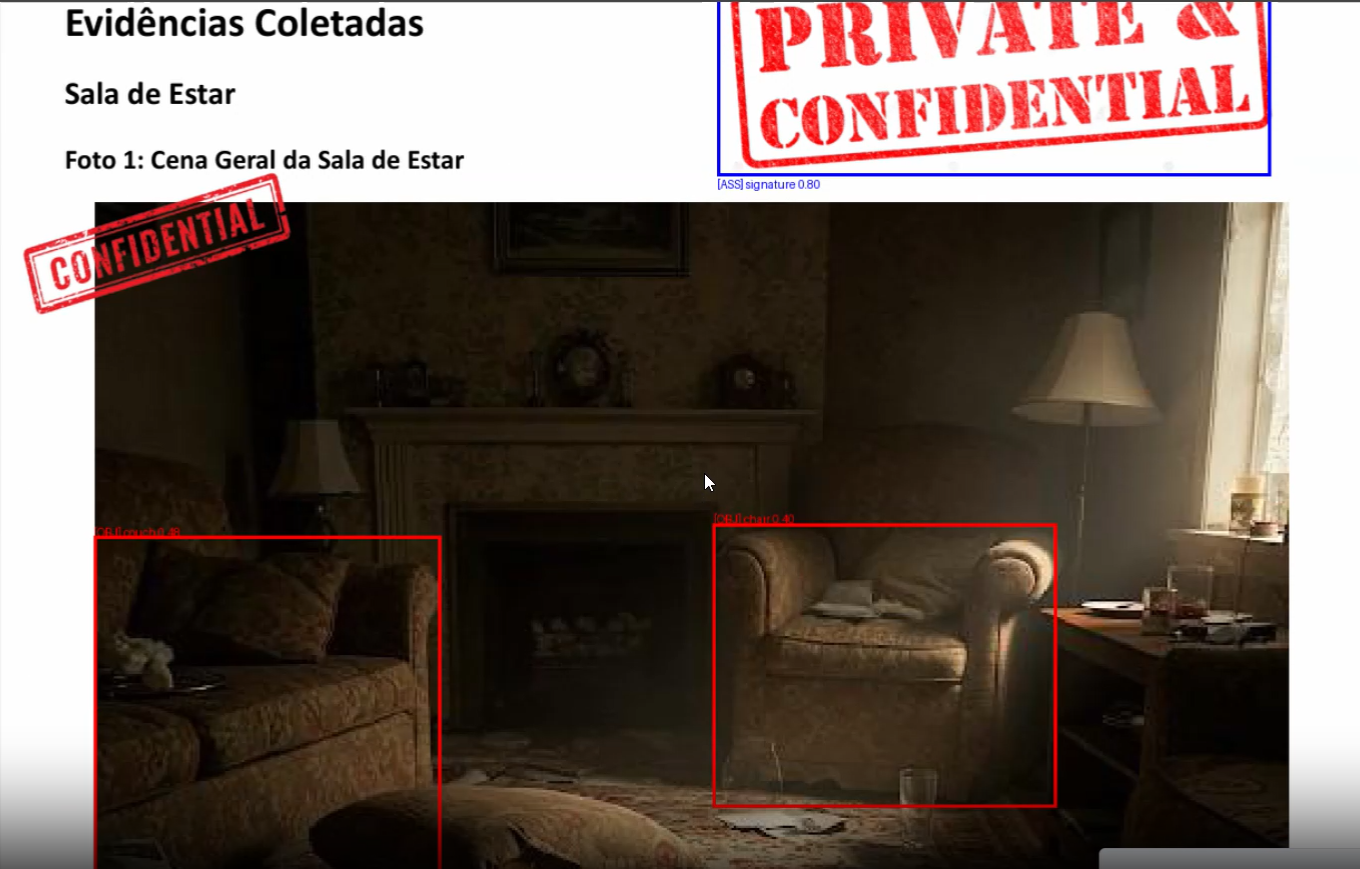 Evidências Coletadas
PRIVATE &
CONFIDENTIAL
Sala de Estar
Foto 1: Cena Geral da Sala de Estar
[ASS] signature 0.80
CONFIDENTIAL
[OBJ] couch 0.48
[OBJ] chair 0.40